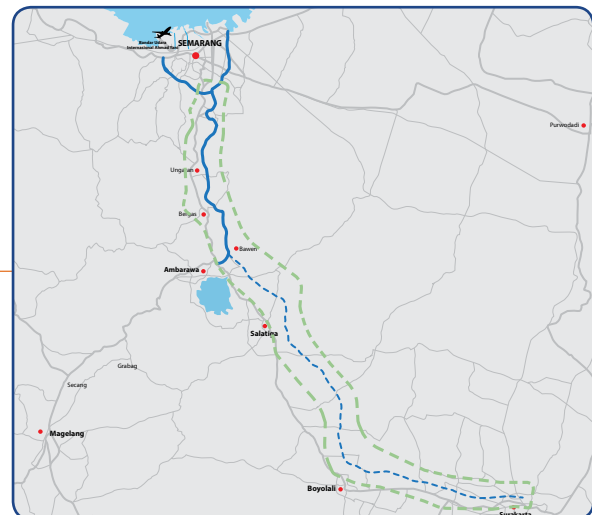 Bandar Udara
Internasional Ahmad Yani
SEMARANG
Purwodadi
Ungaran
Bergas
Bawen
Ambarawa
Salatiga
Grabag
Secang
Magelang
Boyolali
Surakarta